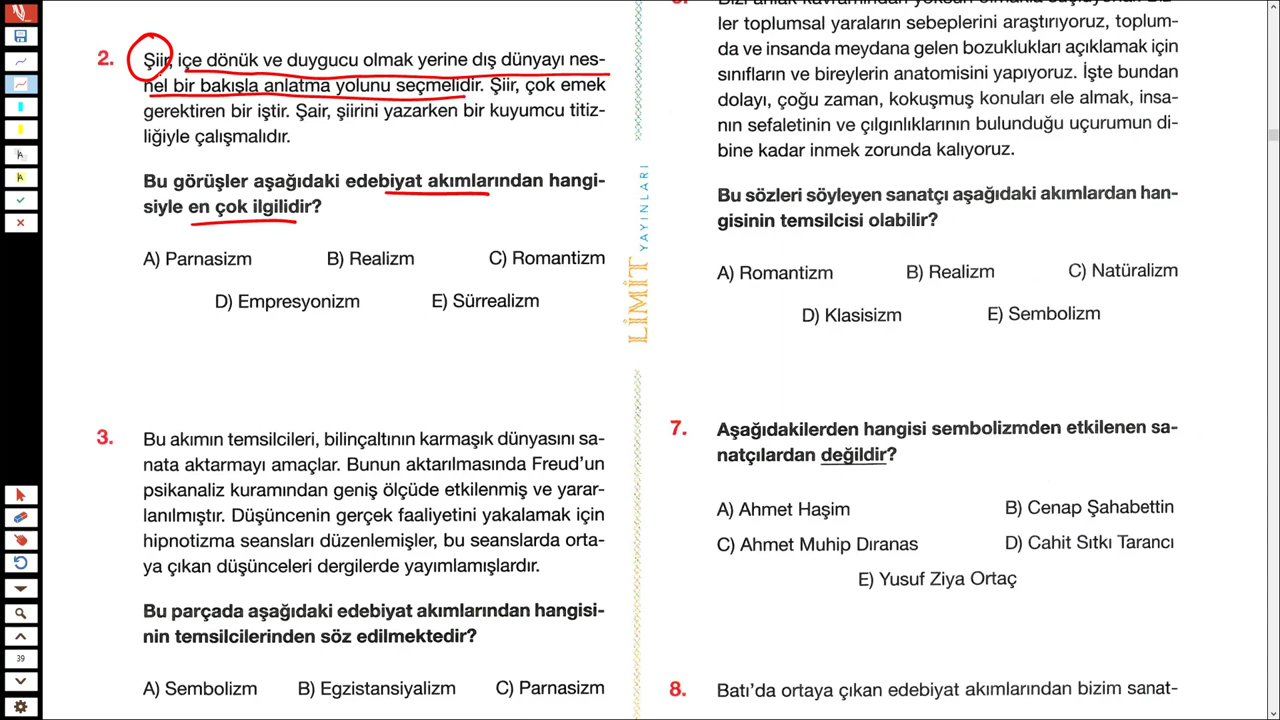 2.
Şiir, içe dönük ve duygucu olmak yerine dış dünyayı nes-
nel bir bakışla anlatma yolunu seçmelidir. Şiir, çok emek
gerektiren bir iştir. Şair, şiirini yazarken bir kuyumcu titiz-
liğiyle çalışmalıdır.
Bu görüşler aşağıdaki edebiyat akımlarından hangi-
siyle en çok ilgilidir?
A) Parnasizm B) Realizm C) Romantizm
D) Empresyonizm E) Sürrealizm
3.
Bu akımın temsilcileri, bilinçaltının karmaşık dünyasını sa-
nata aktarmayı amaçlar. Bunun aktarılmasında Freud'un
psikanaliz kuramından geniş ölçüde etkilenmiş ve yarar-
lanılmıştır. Düşüncenin gerçek faaliyetini yakalamak için
hipnotizma seansları düzenlemişler, bu seanslarda orta-
ya çıkan düşünceleri dergilerde yayımlamışlardır.
Bu parçada aşağıdaki edebiyat akımlarından hangisi-
nin temsilcilerinden söz edilmektedir?
A) Sembolizm B) Egzistansiyalizm C) Parnasizm
LİMİT YAYINLARI
ler toplumsal yaraların sebeplerini araştırıyoruz, toplum-
da ve insanda meydana gelen bozuklukları açıklamak için
sınıfların ve bireylerin anatomisini yapıyoruz. İşte bundan
dolayı, çoğu zaman, kokuşmuş konuları ele almak, insa-
nın sefaletinin ve çılgınlıklarının bulunduğu uçurumun di-
bine kadar inmek zorunda kalıyoruz.
Bu sözleri söyleyen sanatçı aşağıdaki akımlardan han-
gisinin temsilcisi olabilir?
A) Romantizm B) Realizm C) Natüralizm
D) Klasisizm E) Sembolizm
7.
Aşağıdakilerden hangisi sembolizmden etkilenen sa-
natçılardan değildir?
A) Ahmet Haşim B) Cenap Şahabettin
C) Ahmet Muhip Dıranas D) Cahit Sıtkı Tarancı
E) Yusuf Ziya Ortaç
8.
Batı'da ortaya çıkan edebiyat akımlarından bizim sanat-
39